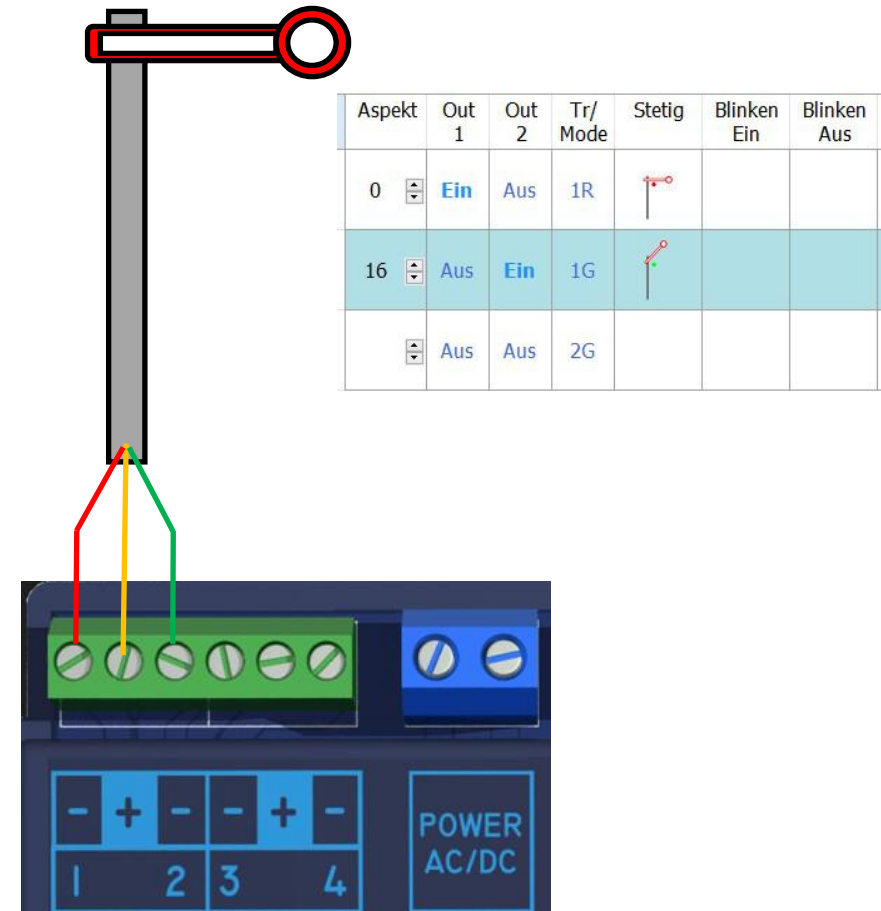 Aspekt Out 1 Out 2 Tr/ Mode Stetig Blinken Ein Blinken Aus
0 Ein Aus 1R
16 Aus Ein 1G
Aus Aus 2G
- + - - + -
1 2 3 4
POWER
AC/DC